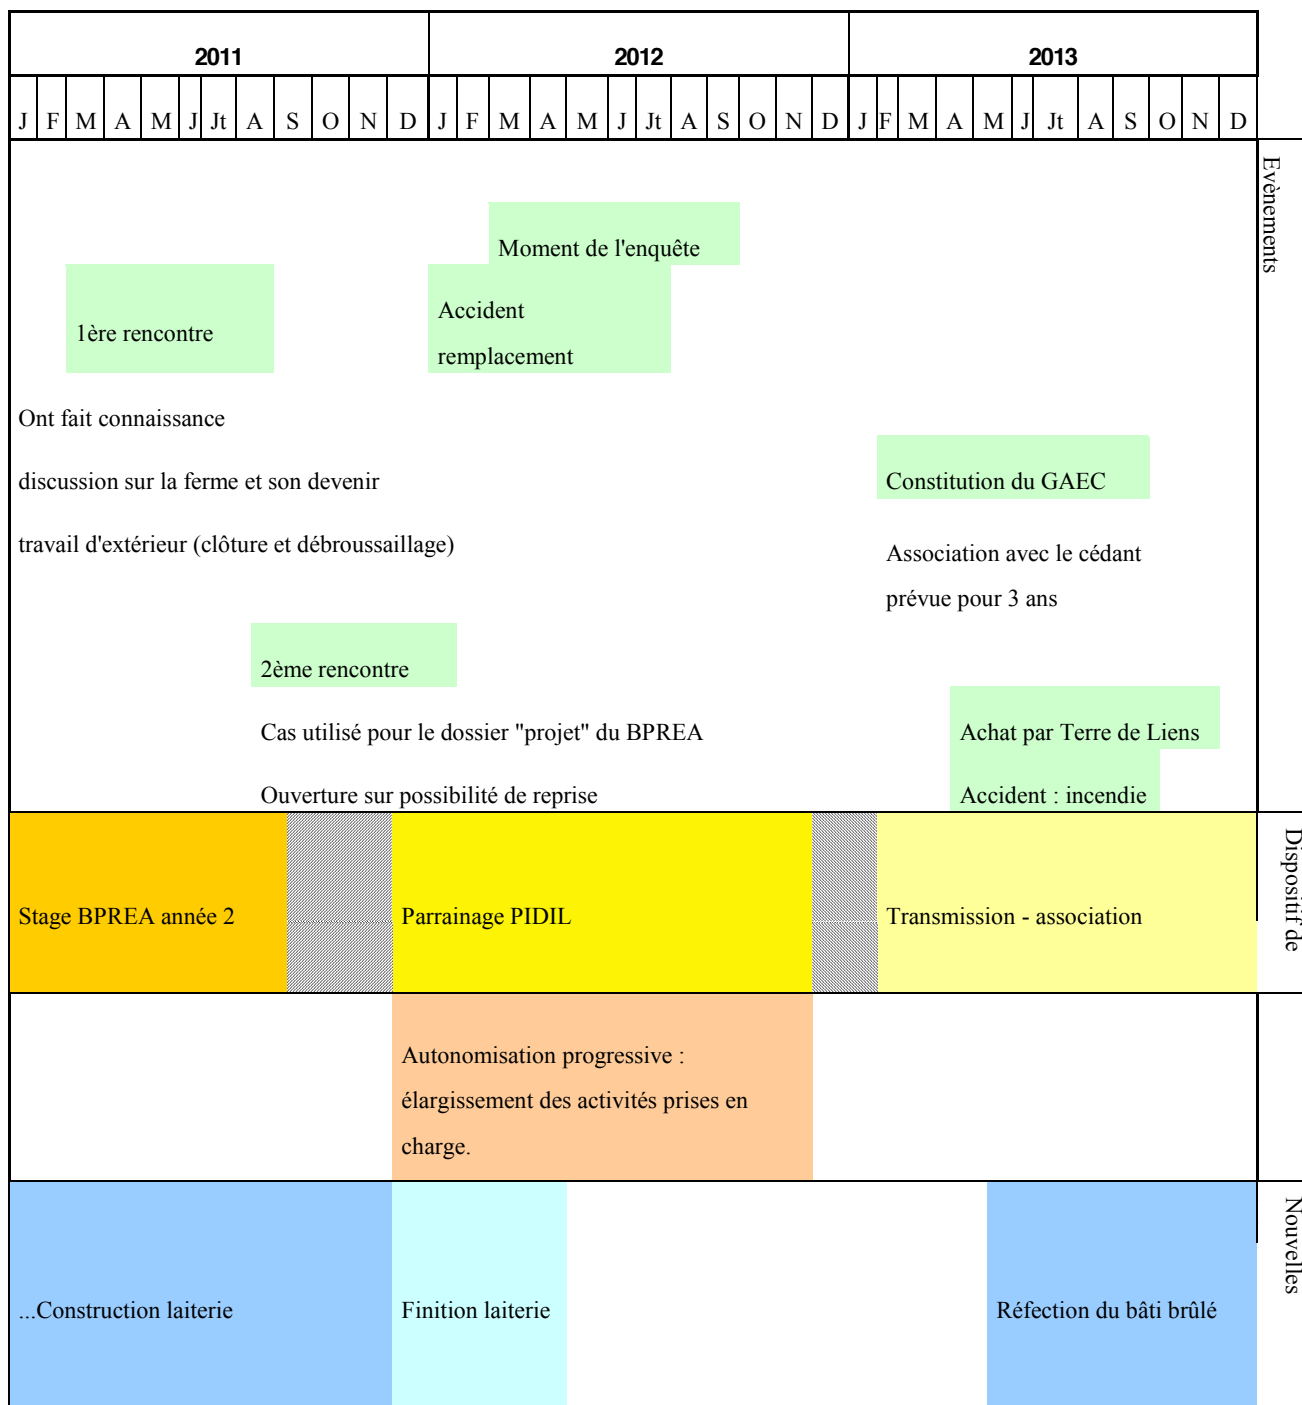 2011 2012 2013
J F M A M J Jt A S O N D J F M A M J Jt A S O N D J F M A M J Jt A S O N D
Evènements
Moment de l'enquête
1ère rencontre
Accident
remplacement
Ont fait connaissance
discussion sur la ferme et son devenir
travail d'extérieur (clôture et débroussaillage)
Constitution du GAEC
Association avec le cédant
prévue pour 3 ans
2ème rencontre
Cas utilisé pour le dossier "projet" du BPREA
Ouverture sur possibilité de reprise
Achat par Terre de Liens
Accident : incendie
Dispositif de
Stage BPREA année 2
Parrainage PIDIL
Transmission - association
Autonomisation progressive :
élargissement des activités prises en
charge.
Nouvelles
...Construction laiterie
Finition laiterie
Réfection du bâti brûlé